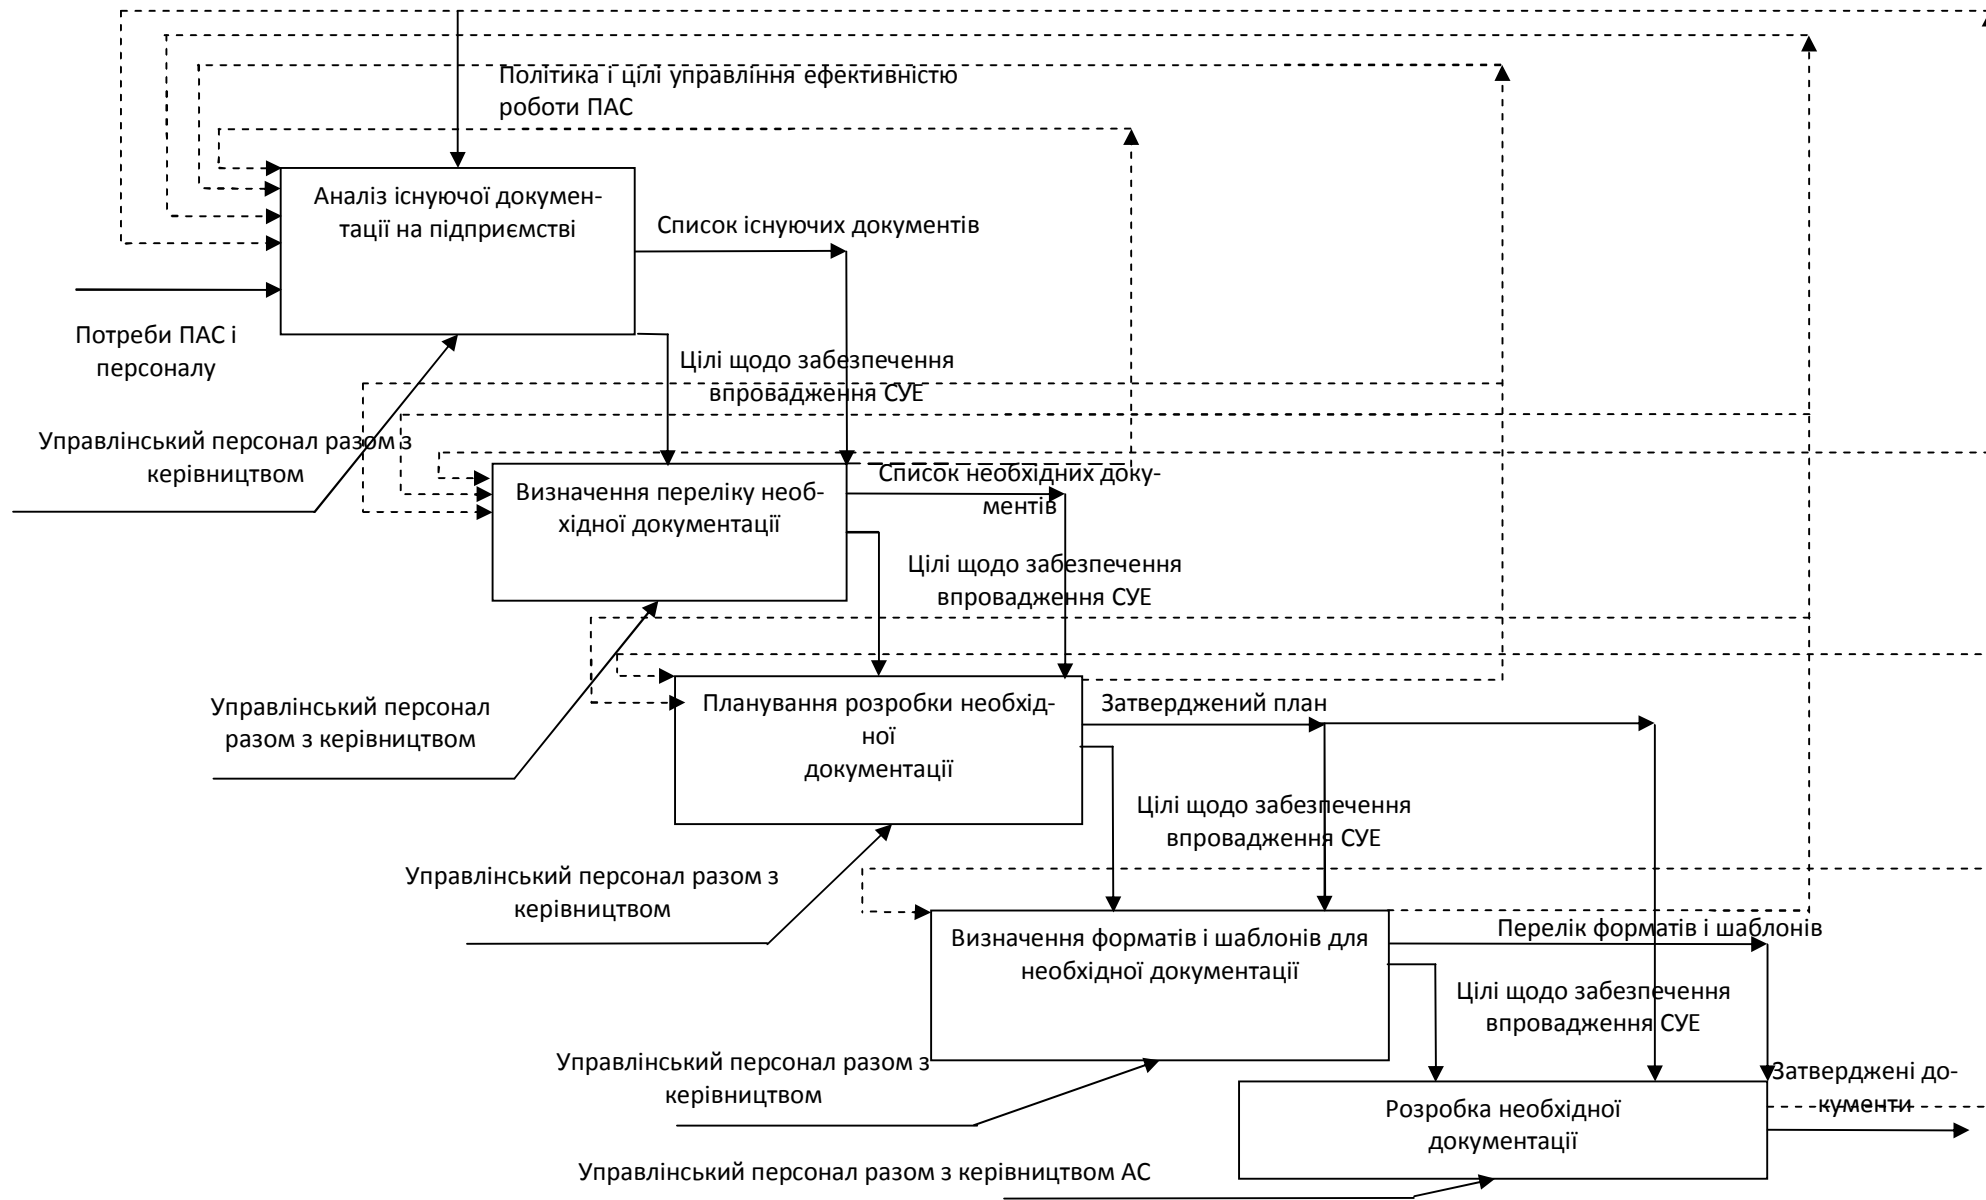 Політика і цілі управління ефективністю
роботи ПАС
Аналіз існуючої докумен-
тації на підприємстві
Список існуючих документів
Потреби ПАС і
персоналу
Цілі щодо забезпечення
впровадження СУЕ
Управлінський персонал разом з
керівництвом
Визначення переліку необ-
хідної документації
Список необхідних доку-
ментів
Цілі щодо забезпечення
впровадження СУЕ
Управлінський персонал
разом з керівництвом
Планування розробки необхід-
ної
документації
Затверджений план
Цілі щодо забезпечення
впровадження СУЕ
Управлінський персонал разом з
керівництвом
Визначення форматів і шаблонів для
необхідної документації
Перелік форматів і шаблонів
Цілі щодо забезпечення
впровадження СУЕ
Управлінський персонал разом з
керівництвом
Затверджені до-
кументи
Розробка необхідної
документації
Управлінський персонал разом з керівництвом АС